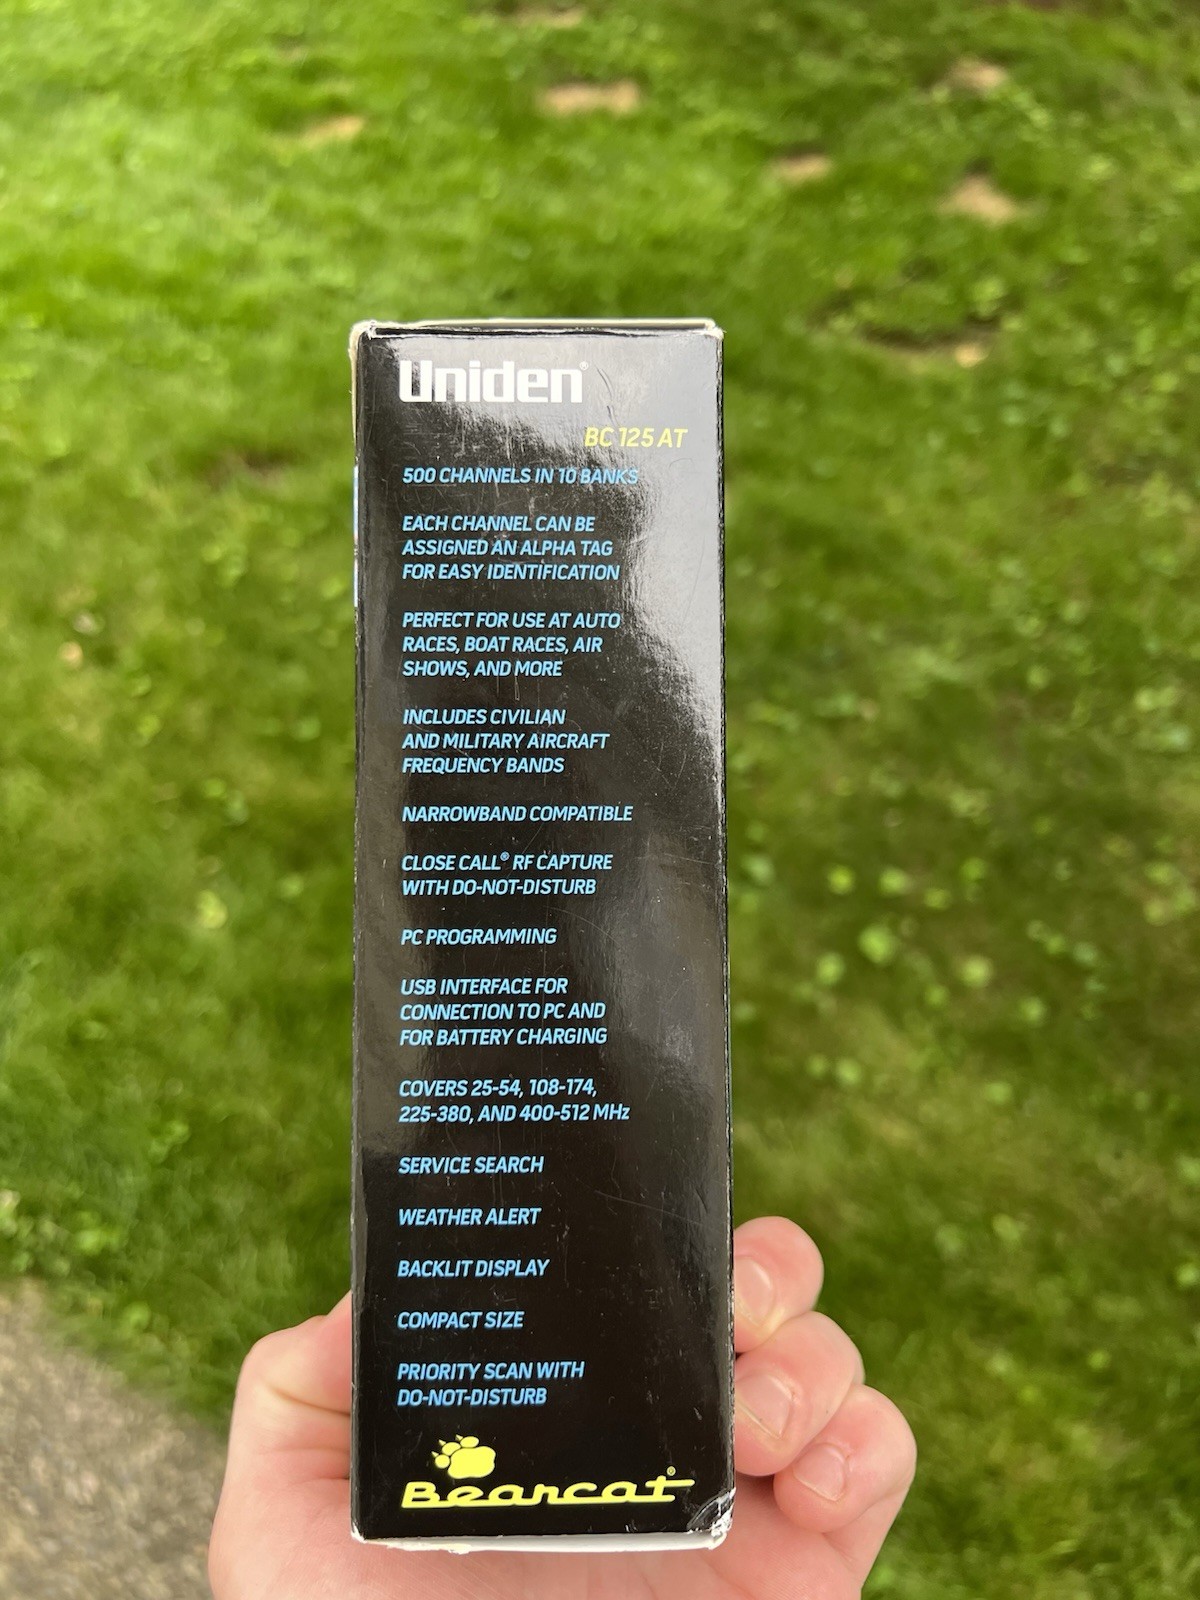 Uniden®
BC 125 AT
500 CHANNELS IN 10 BANKS
EACH CHANNEL CAN BE
ASSIGNED AN ALPHA TAG
FOR EASY IDENTIFICATION
PERFECT FOR USE AT AUTO
RACES, BOAT RACES, AIR
SHOWS, AND MORE
INCLUDES CIVILIAN
AND MILITARY AIRCRAFT
FREQUENCY BANDS
NARROWBAND COMPATIBLE
CLOSE CALL® RF CAPTURE
WITH DO-NOT-DISTURB
PC PROGRAMMING
USB INTERFACE FOR
CONNECTION TO PC AND
FOR BATTERY CHARGING
COVERS 25-54, 108-174,
225-380, AND 400-512 MHz
SERVICE SEARCH
WEATHER ALERT
BACKLIT DISPLAY
COMPACT SIZE
PRIORITY SCAN WITH
DO-NOT-DISTURB
Bearcat®